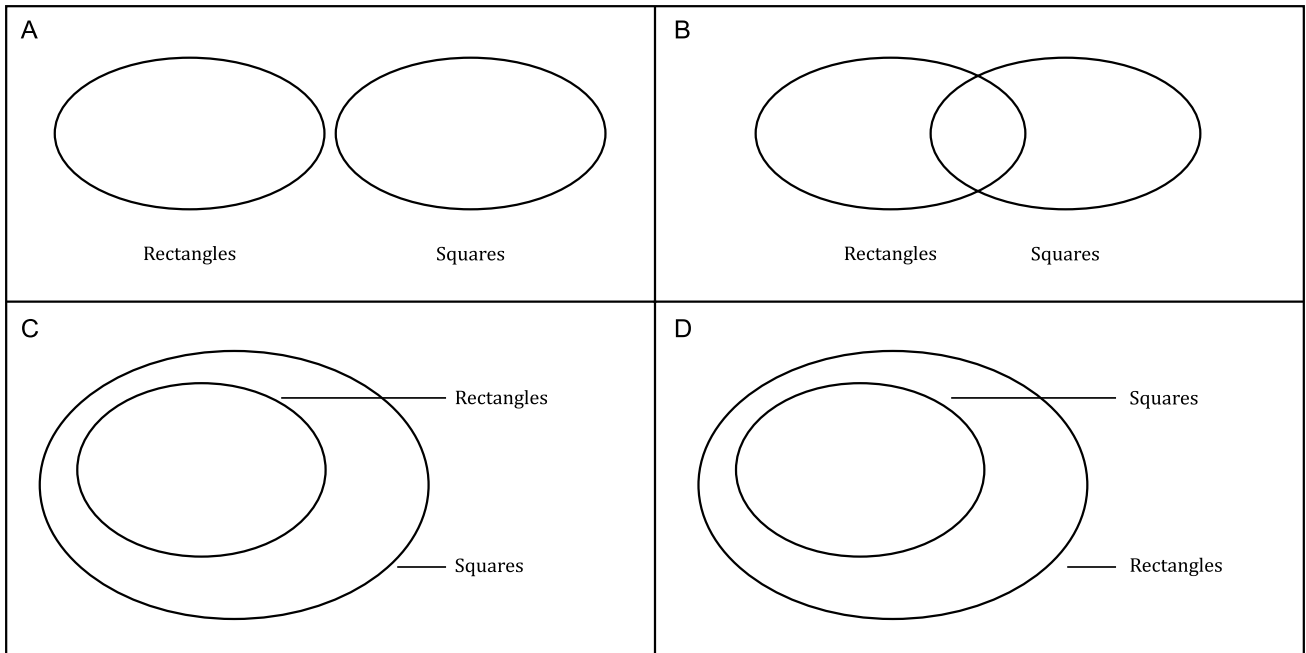 A
Rectangles
Squares
B
Rectangles
Squares
C
Rectangles
Squares
D
Squares
Rectangles